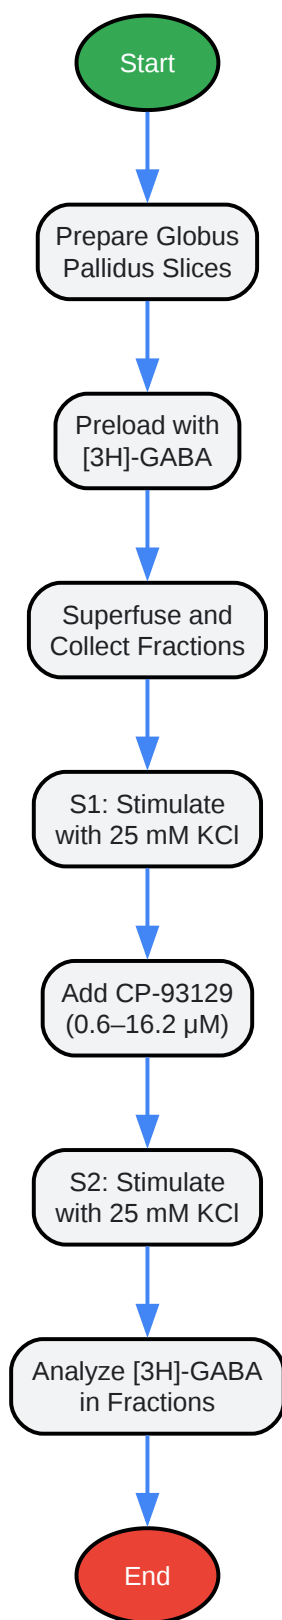 Start
Prepare Globus
Pallidus Slices
Preload with
[3H]-GABA
Superfuse and
Collect Fractions
S1: Stimulate
with 25 mM KCl
Add CP-93129
(0.6–16.2 μM)
S2: Stimulate
with 25 mM KCl
Analyze [3H]-GABA
in Fractions
End